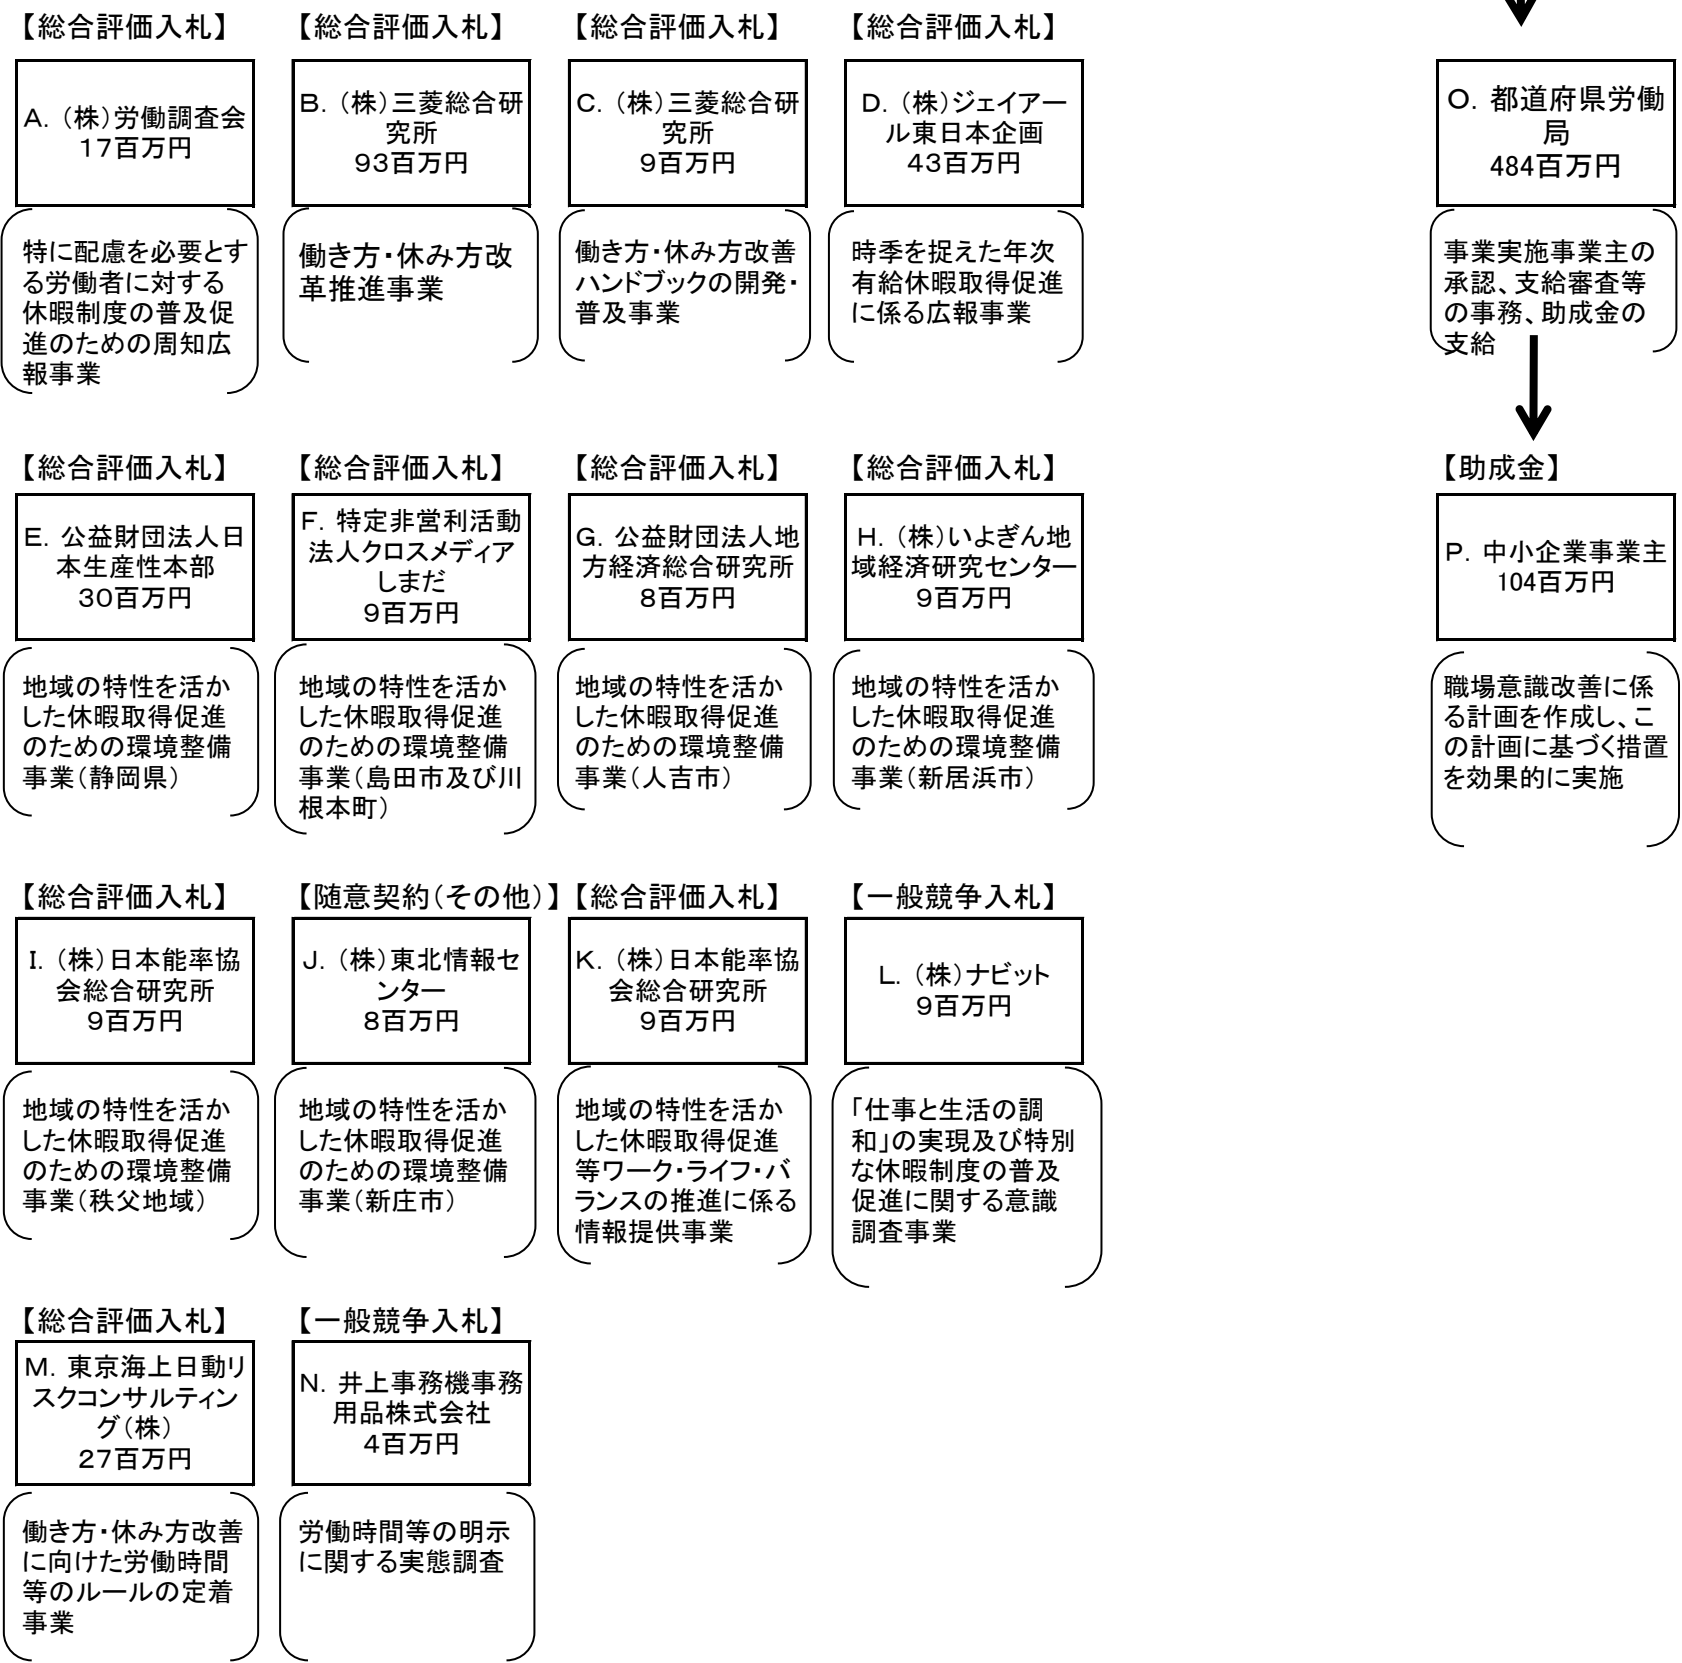 【総合評価入札】
A. （株）労働調査会
17百万円
特に配慮を必要とす
る労働者に対する
休暇制度の普及促
進のための周知広
報事業
【総合評価入札】
B. （株）三菱総合研
究所
93百万円
働き方・休み方改
革推進事業
【総合評価入札】
C. （株）三菱総合研
究所
9百万円
働き方・休み方改善
ハンドブックの開発・
普及事業
【総合評価入札】
D. （株）ジェイアー
ル東日本企画
43百万円
時季を捉えた年次
有給休暇取得促進
に係る広報事業
O. 都道府県労働
局
484百万円
事業実施事業主の
承認、支給審査等
の事務、助成金の
支給
【総合評価入札】
E. 公益財団法人日
本生産性本部
30百万円
地域の特性を活か
した休暇取得促進
のための環境整備
事業（静岡県）
【総合評価入札】
F. 特定非営利活動
法人クロスメディア
しまだ
9百万円
地域の特性を活か
した休暇取得促進
のための環境整備
事業（島田市及び川
根本町）
【総合評価入札】
G. 公益財団法人地
方経済総合研究所
8百万円
地域の特性を活か
した休暇取得促進
のための環境整備
事業（人吉市）
【総合評価入札】
H. （株）いよぎん地
域経済研究センター
9百万円
地域の特性を活か
した休暇取得促進
のための環境整備
事業（新居浜市）
【助成金】
P. 中小企業事業主
104百万円
職場意識改善に係
る計画を作成し、こ
の計画に基づく措置
を効果的に実施
【総合評価入札】
I. （株）日本能率協
会総合研究所
9百万円
地域の特性を活か
した休暇取得促進
のための環境整備
事業（秩父地域）
【随意契約（その他）】
J. （株）東北情報セ
ンター
8百万円
地域の特性を活か
した休暇取得促進
のための環境整備
事業（新庄市）
【総合評価入札】
K. （株）日本能率協
会総合研究所
9百万円
地域の特性を活か
した休暇取得促進
等ワーク・ライフ・バ
ランスの推進に係る
情報提供事業
【一般競争入札】
L. （株）ナビット
9百万円
「仕事と生活の調
和」の実現及び特別
な休暇制度の普及
促進に関する意識
調査事業
【総合評価入札】
M. 東京海上日動リ
スクコンサルティン
グ（株）
27百万円
働き方・休み方改善
に向けた労働時間
等のルールの定着
事業
【一般競争入札】
N. 井上事務機事務
用品株式会社
4百万円
労働時間等の明示
に関する実態調査